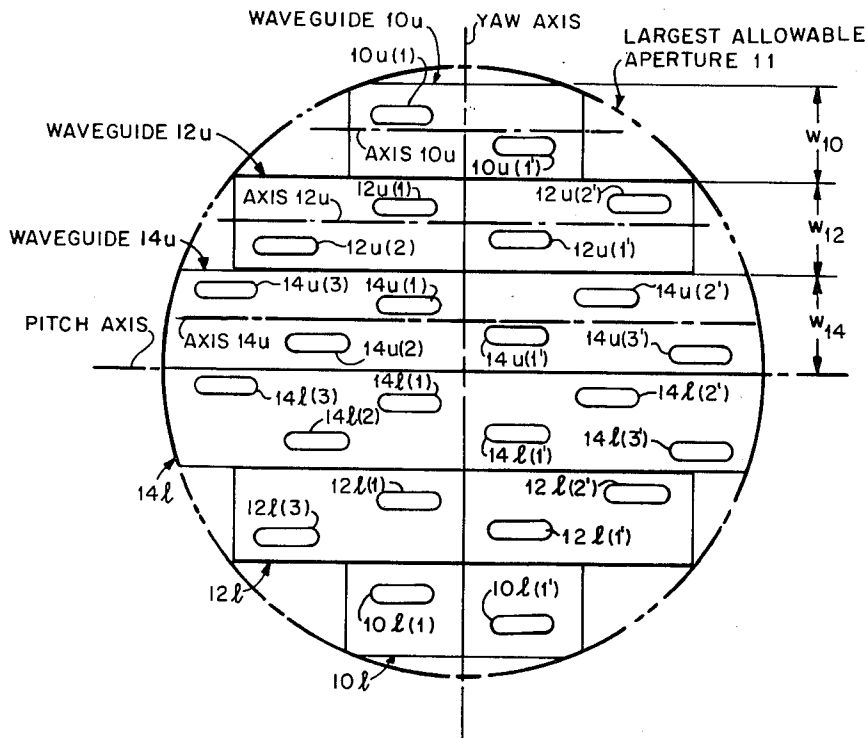 WAVEGUIDE 10u
YAW AXIS
LARGEST ALLOWABLE
APERTURE 11
10u(1)
AXIS 10u
10u(1')
W10
WAVEGUIDE 12u
12u(1)
12u(2')
AXIS 12u
12u(2)
12u(1')
W12
WAVEGUIDE 14u
14u(3)
14u(1)
14u(2')
PITCH AXIS
AXIS 14u
14u(2)
14u(1')
14u(3')
W14
14ℓ(3)
14ℓ(1)
14ℓ(2')
14ℓ(2)
14ℓ(1')
14ℓ(3')
14ℓ
12ℓ(1)
12ℓ(2')
12ℓ(3)
12ℓ(1')
12ℓ
10ℓ(1')
10ℓ(1)
10ℓ